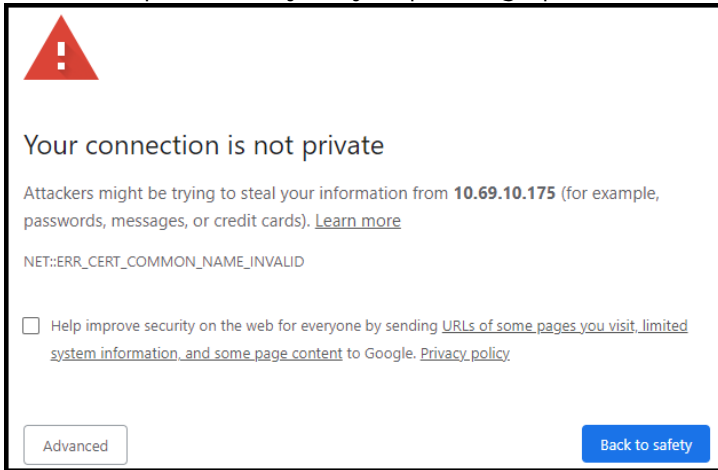 Your connection is not private
Attackers might be trying to steal your information from 10.69.10.175 (for example,
passwords, messages, or credit cards). Learn more
NET::ERR_CERT_COMMON_NAME_INVALID
Help improve security on the web for everyone by sending URLs of some pages you visit, limited
system information, and some page content to Google. Privacy policy
Advanced
Back to safety